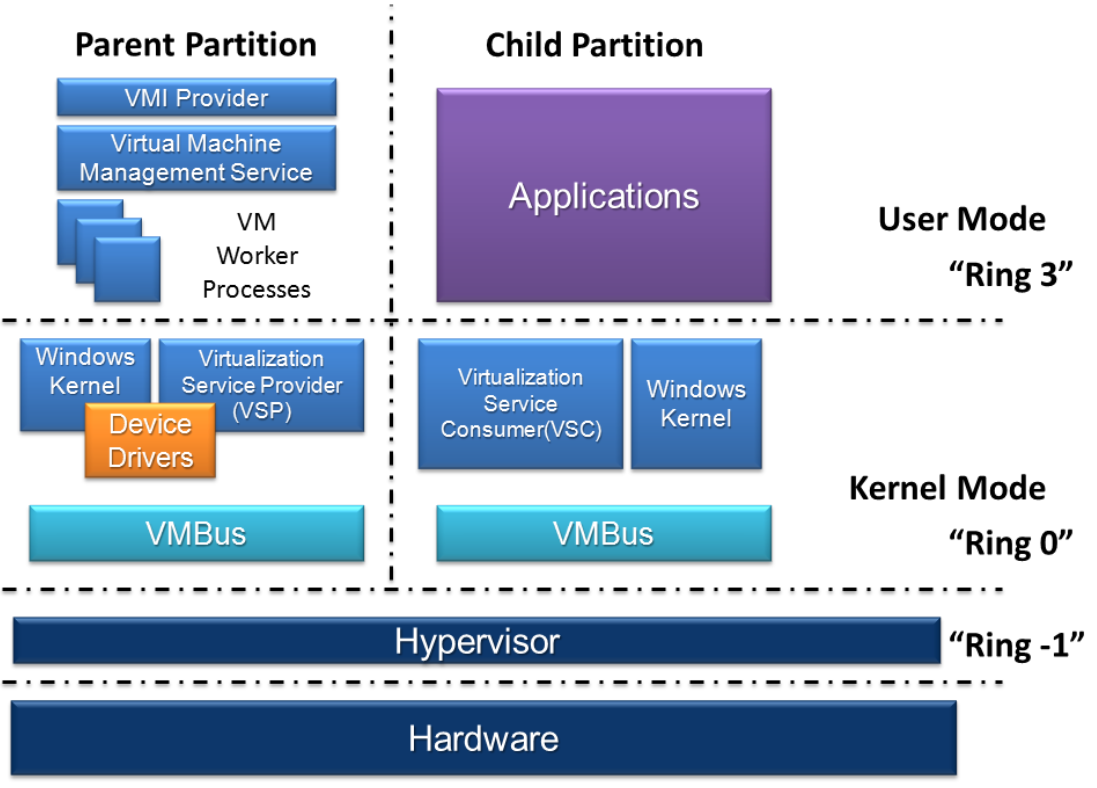 Parent Partition
Child Partition
VMI Provider
Virtual Machine
Management Service
VM
Worker
Processes
Applications
User Mode
“Ring 3”
Windows
Kernel
Virtualization
Service Provider
(VSP)
Device
Drivers
Virtualization
Service
Consumer(VSC)
Windows
Kernel
Kernel Mode
“Ring 0”
VMBus
VMBus
Hypervisor
“Ring -1”
Hardware